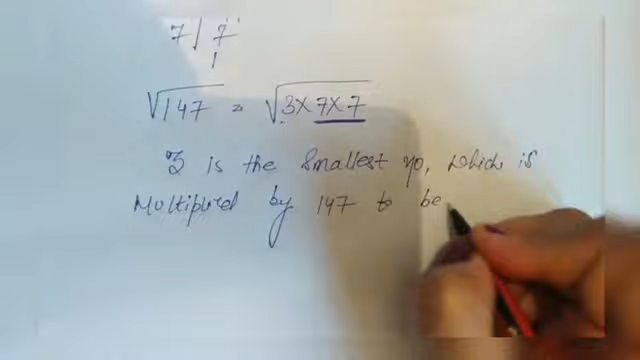 7 | 7
1
√147 = √3×7×7
3 is the smallest no, which is
multiplied by 147 to be